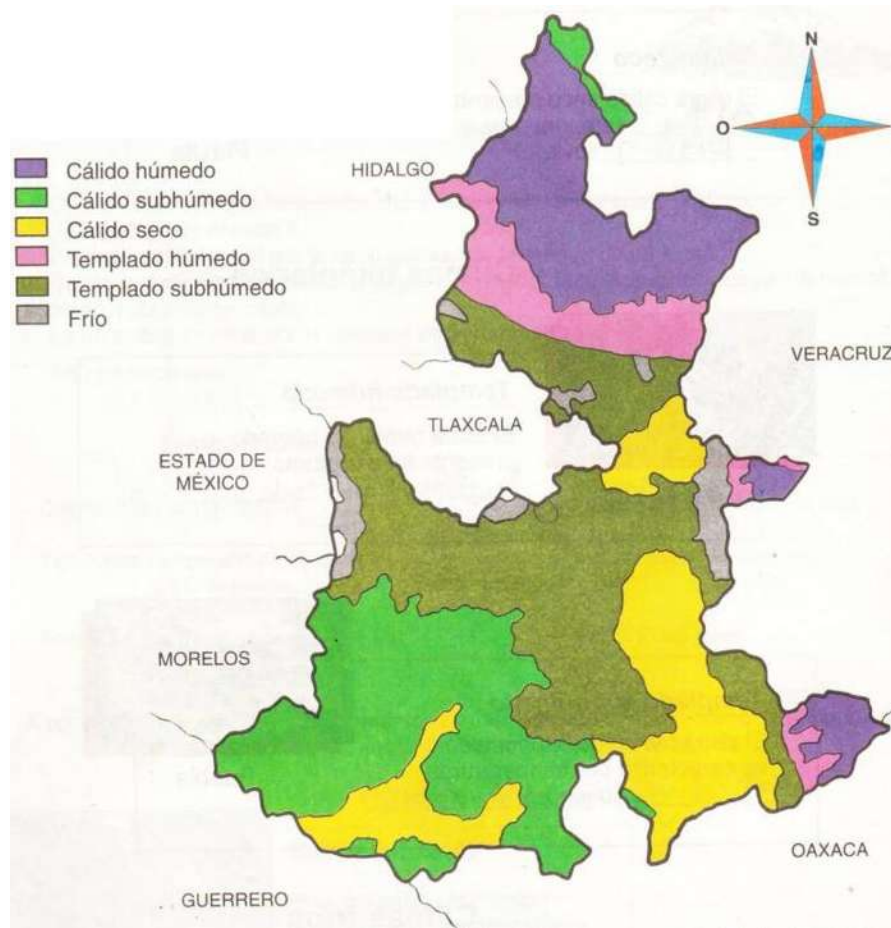 N
O
S
HIDALGO
Cálido húmedo
Cálido subhúmedo
Cálido seco
Templado húmedo
Templado subhúmedo
Frío
VERACRUZ
TLAXCALA
ESTADO DE
MÉXICO
MORELOS
OAXACA
GUERRERO